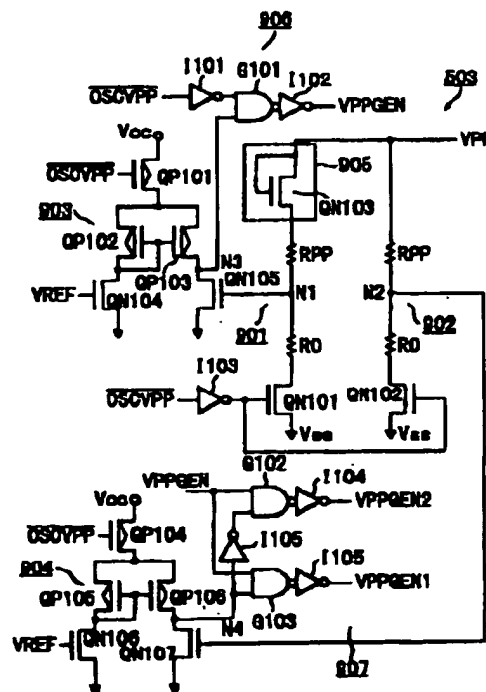 906
I101
G101
I102
OSCVPP
VPPGEN
503
Vcc
VPP
OSCVPP
QP101
905
QN103
903
QP102
QP103
N3
RPP
RPP
QN105
N1
N2
VREF
QN104
901
902
R0
R0
I103
OSCVPP
QN101
QN102
Vss
Vss
G102
VPPGEN
I104
VPPGEN2
Vcc
OSCVPP
QP104
I105
I105
904
VPPGEN1
QP105
QP106
G103
N4
VREF
QN106
QN107
907